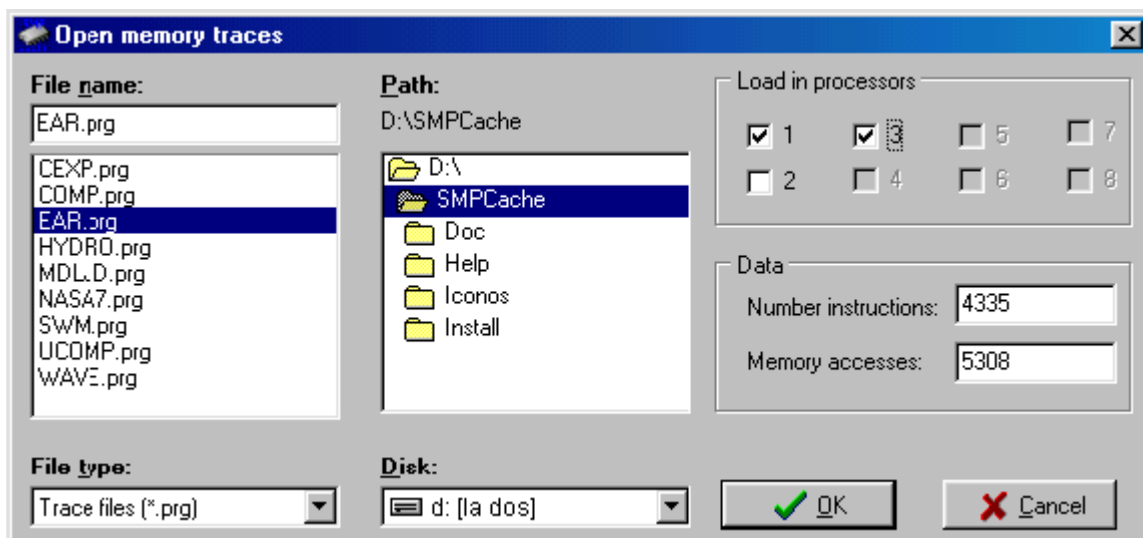 Open memory traces
File name:
EAR.prg
CEXP.prg
COMP.prg
EAR.prg
HYDRO.prg
MDLJD.prg
NASA7.prg
SWM.prg
UCOMP.prg
WAVE.prg
File type:
Trace files (*.prg)
Path:
D:\SMPCache
D:\
SMPCache
Doc
Help
Iconos
Install
Disk:
d: [la dos]
Load in processors
1 3 5 7
2 4 6 8
Data
Number instructions: 4335
Memory accesses: 5308
OK Cancel